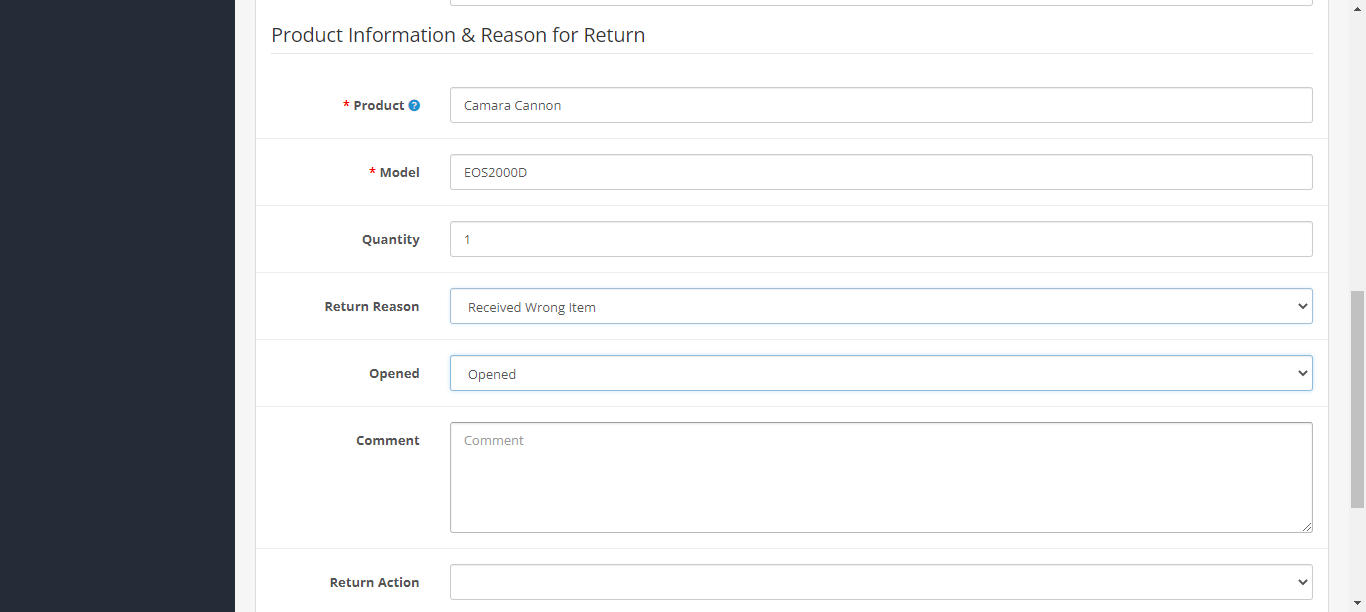 Product Information & Reason for Return
* Product ?
Camara Cannon
* Model
EOS2000D
Quantity
1
Return Reason
Received Wrong Item
Opened
Opened
Comment
Comment
Return Action